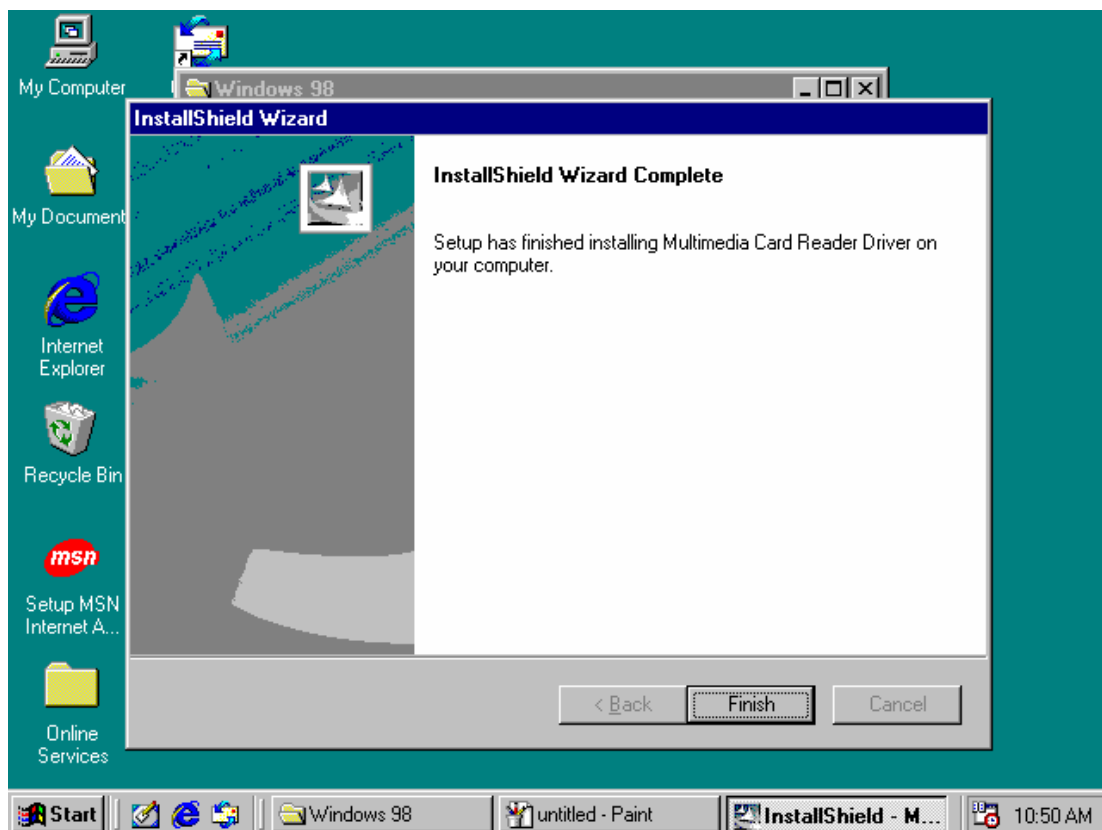 My Computer
Windows 98
InstallShield Wizard
InstallShield Wizard Complete
Setup has finished installing Multimedia Card Reader Driver on
your computer.
My Document
Internet
Explorer
Recycle Bin
msn
Setup MSN
Internet A...
Online
Services
< Back
Finish
Cancel
Start
Windows 98
untitled - Paint
InstallShield - M...
10:50 AM